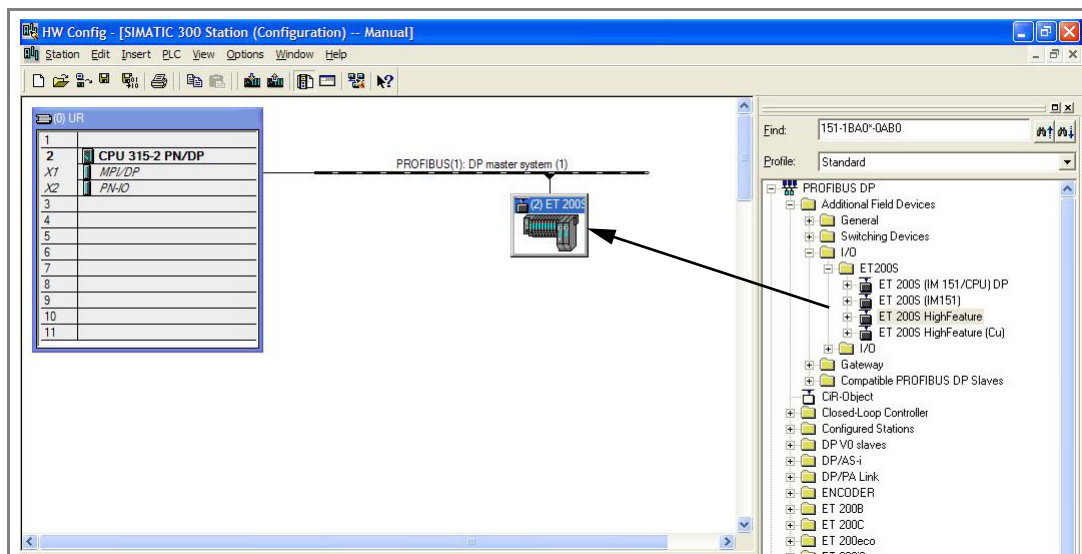 HW Config - [SIMATIC 300 Station (Configuration) -- Manual]
Station Edit Insert PLC View Options Window Help
(0) UR
1
2 CPU 315-2 PN/DP
X1 MPI/DP
X2 PN-IO
3
4
5
6
7
8
9
10
11
PROFIBUS(1): DP master system (1)
(2) ET 200S
Find: 151-1BA0*-0AB0
Profile: Standard
PROFIBUS DP
Additional Field Devices
General
Switching Devices
I/O
ET200S
ET 200S (IM 151/CPU) DP
ET 200S (IM151)
ET 200S HighFeature
ET 200S HighFeature (Cu)
I/O
Gateway
Compatible PROFIBUS DP Slaves
CiR-Object
Closed-Loop Controller
Configured Stations
DP V0 slaves
DP/AS-i
DP/PA Link
ENCODER
ET 200B
ET 200C
ET 200eco